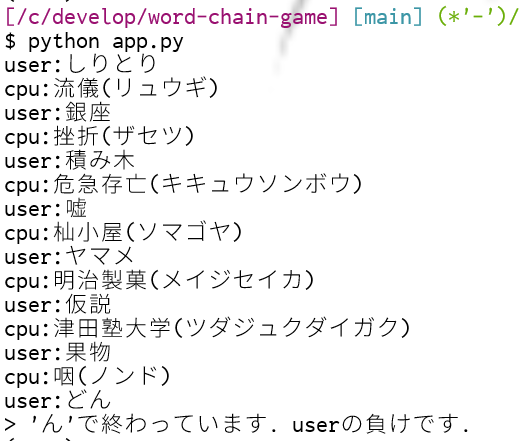 [/c/develop/word-chain-game] [main] (*'-')/
$ python app.py
user:しりとり
cpu:流儀(リュウギ)
user:銀座
cpu:挫折(ザセツ)
user:積み木
cpu:危急存亡(キキュウソンボウ)
user:嘘
cpu:杣小屋(ソマゴヤ)
user:ヤマメ
cpu:明治製菓(メイジセイカ)
user:仮説
cpu:津田塾大学(ツダジュクダイガク)
user:果物
cpu:咽(ノンド)
user:どん
> 'ん'で終わっています. userの負けです.